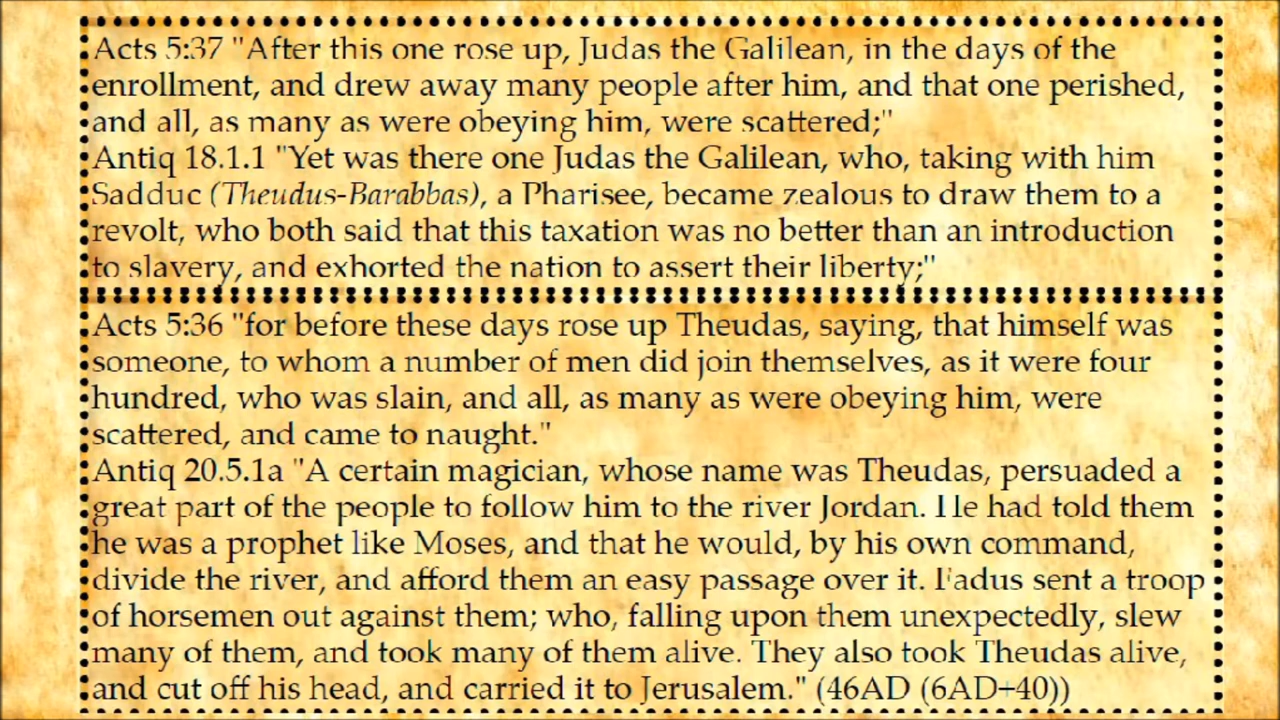 Acts 5:37 "After this one rose up, Judas the Galilean, in the days of the
enrollment, and drew away many people after him, and that one perished,
and all, as many as were obeying him, were scattered;"
Antiq 18.1.1 "Yet was there one Judas the Galilean, who, taking with him
Sadduc (Theudus-Barabbas), a Pharisee, became zealous to draw them to a
revolt, who both said that this taxation was no better than an introduction
to slavery, and exhorted the nation to assert their liberty;"
Acts 5:36 "for before these days rose up Theudas, saying, that himself was
someone, to whom a number of men did join themselves, as it were four
hundred, who was slain, and all, as many as were obeying him, were
scattered, and came to naught."
Antiq 20.5.1a "A certain magician, whose name was Theudas, persuaded a
great part of the people to follow him to the river Jordan. He had told them
he was a prophet like Moses, and that he would, by his own command,
divide the river, and afford them an easy passage over it. Fadus sent a troop
of horsemen out against them; who, falling upon them unexpectedly, slew
many of them, and took many of them alive. They also took Theudas alive,
and cut off his head, and carried it to Jerusalem." (46AD (6AD+40))